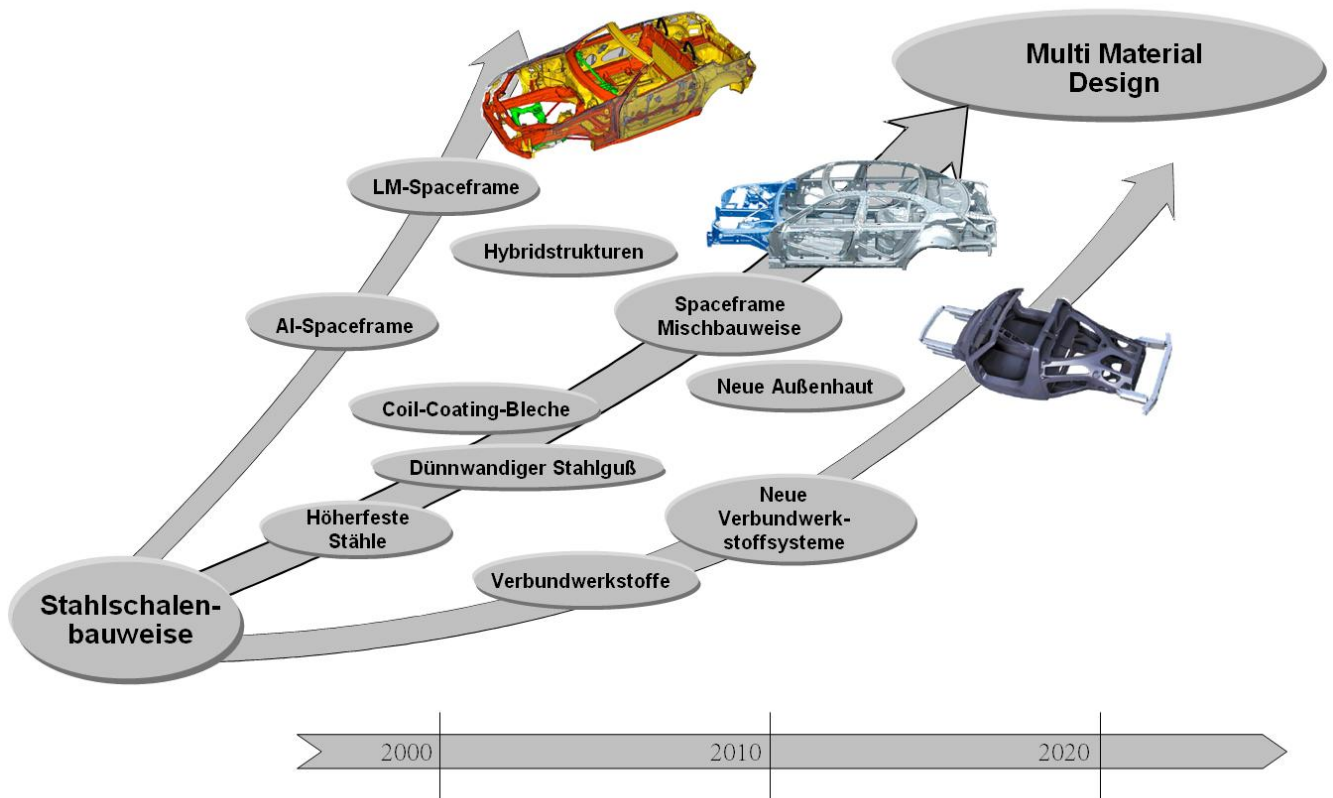 Multi Material
Design
LM-Spaceframe
Hybridstrukturen
Spaceframe
Mischbauweise
Al-Spaceframe
Neue Außenhaut
Coil-Coating-Bleche
Dünnwandiger Stahlguß
Neue
Verbundwerk-
stoffsysteme
Höherfeste
Stähle
Verbundwerkstoffe
Stahlschalen-
bauweise
2000
2010
2020